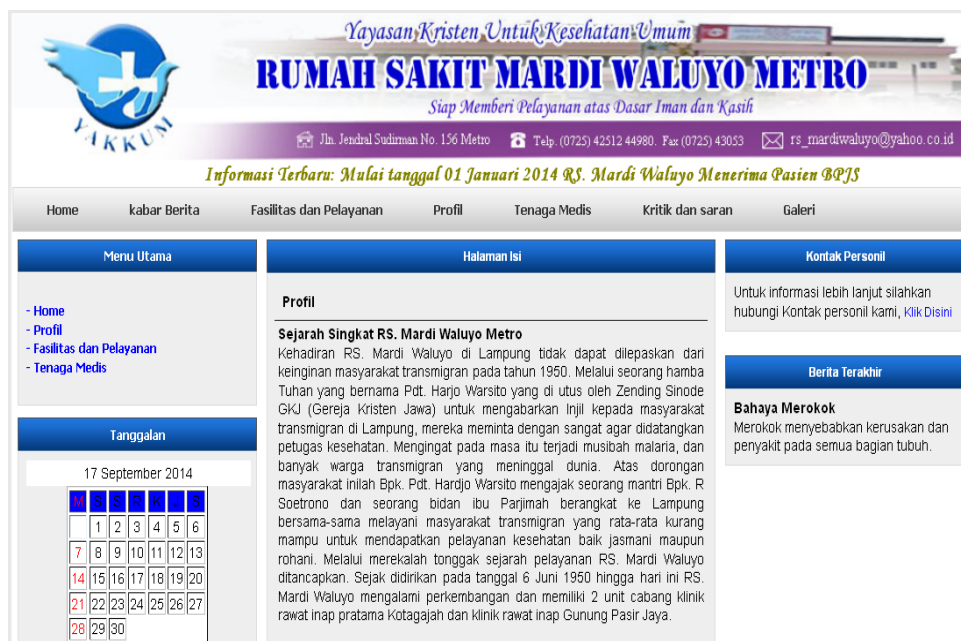 YAKKUM
Yayasan Kristen Untuk Kesehatan Umum
RUMAH SAKIT MARDI WALUYO METRO
Siap Memberi Pelayanan atas Dasar Iman dan Kasih
Jln. Jendral Sudirman No. 156 Metro Telp. (0725) 42512 44980. Fax (0725) 43053 rs_mardiwaluyo@yahoo.co.id
Informasi Terbaru: Mulai tanggal 01 Januari 2014 RS. Mardi Waluyo Menerima Pasien BPJS
Home kabar Berita Fasilitas dan Pelayanan Profil Tenaga Medis Kritik dan saran Galeri
Menu Utama
- Home
- Profil
- Fasilitas dan Pelayanan
- Tenaga Medis
Tanggalan
17 September 2014
M S S R K J S
1 2 3 4 5 6
7 8 9 10 11 12 13
14 15 16 17 18 19 20
21 22 23 24 25 26 27
28 29 30
Halaman Isi
Profil
Sejarah Singkat RS. Mardi Waluyo Metro
Kehadiran RS. Mardi Waluyo di Lampung tidak dapat dilepaskan dari
keinginan masyarakat transmigran pada tahun 1950. Melalui seorang hamba
Tuhan yang bernama Pdt. Harjo Warsito yang di utus oleh Zending Sinode
GKJ (Gereja Kristen Jawa) untuk mengabarkan Injil kepada masyarakat
transmigran di Lampung, mereka meminta dengan sangat agar didatangkan
petugas kesehatan. Mengingat pada masa itu terjadi musibah malaria, dan
banyak warga transmigran yang meninggal dunia. Atas dorongan
masyarakat inilah Bpk. Pdt. Hardjo Warsito mengajak seorang mantri Bpk. R
Soetrono dan seorang bidan ibu Parjimah berangkat ke Lampung
bersama-sama melayani masyarakat transmigran yang rata-rata kurang
mampu untuk mendapatkan pelayanan kesehatan baik jasmani maupun
rohani. Melalui merekalah tonggak sejarah pelayanan RS. Mardi Waluyo
ditancapkan. Sejak didirikan pada tanggal 6 Juni 1950 hingga hari ini RS.
Mardi Waluyo mengalami perkembangan dan memiliki 2 unit cabang klinik
rawat inap pratama Kotagajah dan klinik rawat inap Gunung Pasir Jaya.
Kontak Personil
Untuk informasi lebih lanjut silahkan
hubungi Kontak personil kami, Klik Disini
Berita Terakhir
Bahaya Merokok
Merokok menyebabkan kerusakan dan
penyakit pada semua bagian tubuh.